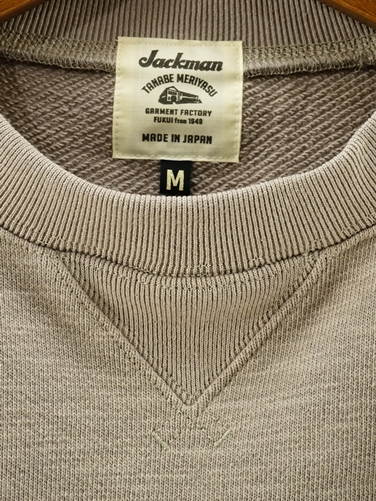 Jackman
TANABE MERIYASU
GARMENT FACTORY
FUKUI from 1949
MADE IN JAPAN
M